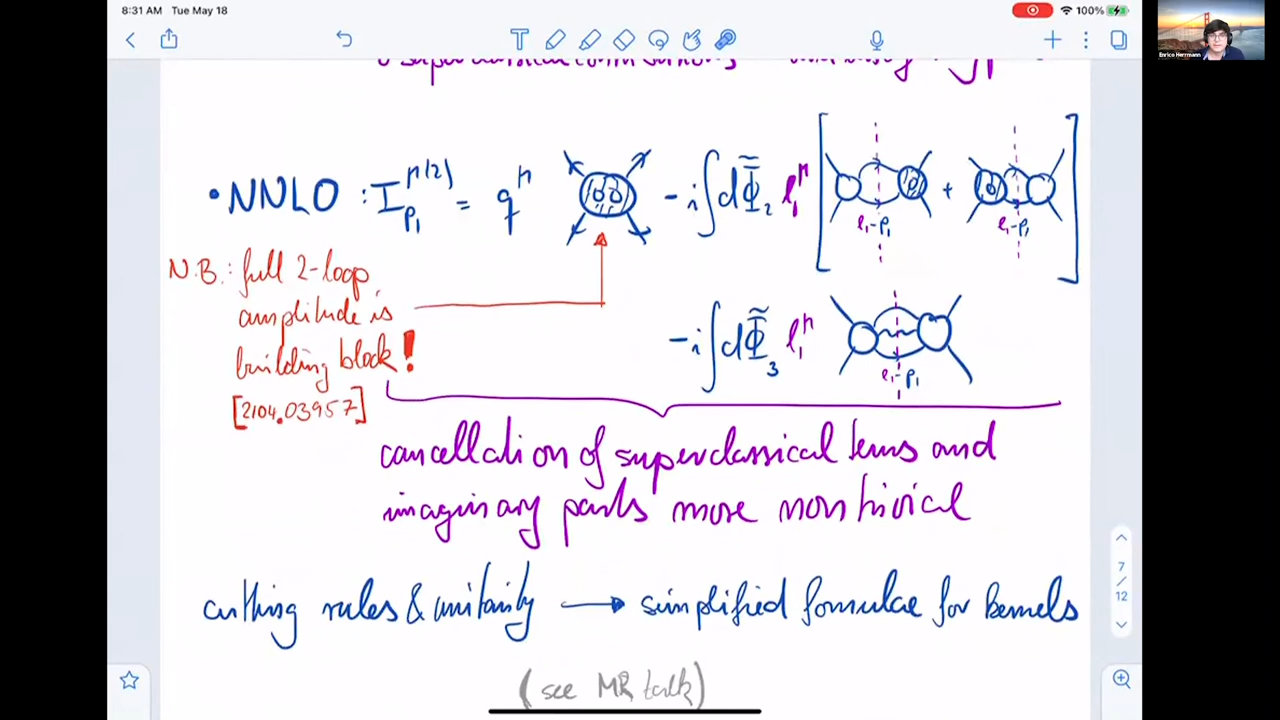 8:31 AM Tue May 18
100%
Enrico Herrmann
• NNLO : I_{p_1}^{μ(2)} = q^μ - i∫dΦ̃_2 l_1^μ [ + ]
l_1-p_1 l_1-p_1
N.B.: full 2-loop
amplitude is
building block!
[2104.03957]
- i∫dΦ̃_3 l_1^μ
l_1-p_1
cancellation of superclassical terms and
imaginary parts more nontrivial
cutting rules & unitarity → simplified formulae for kernels
(see MR talk)
7
/
12